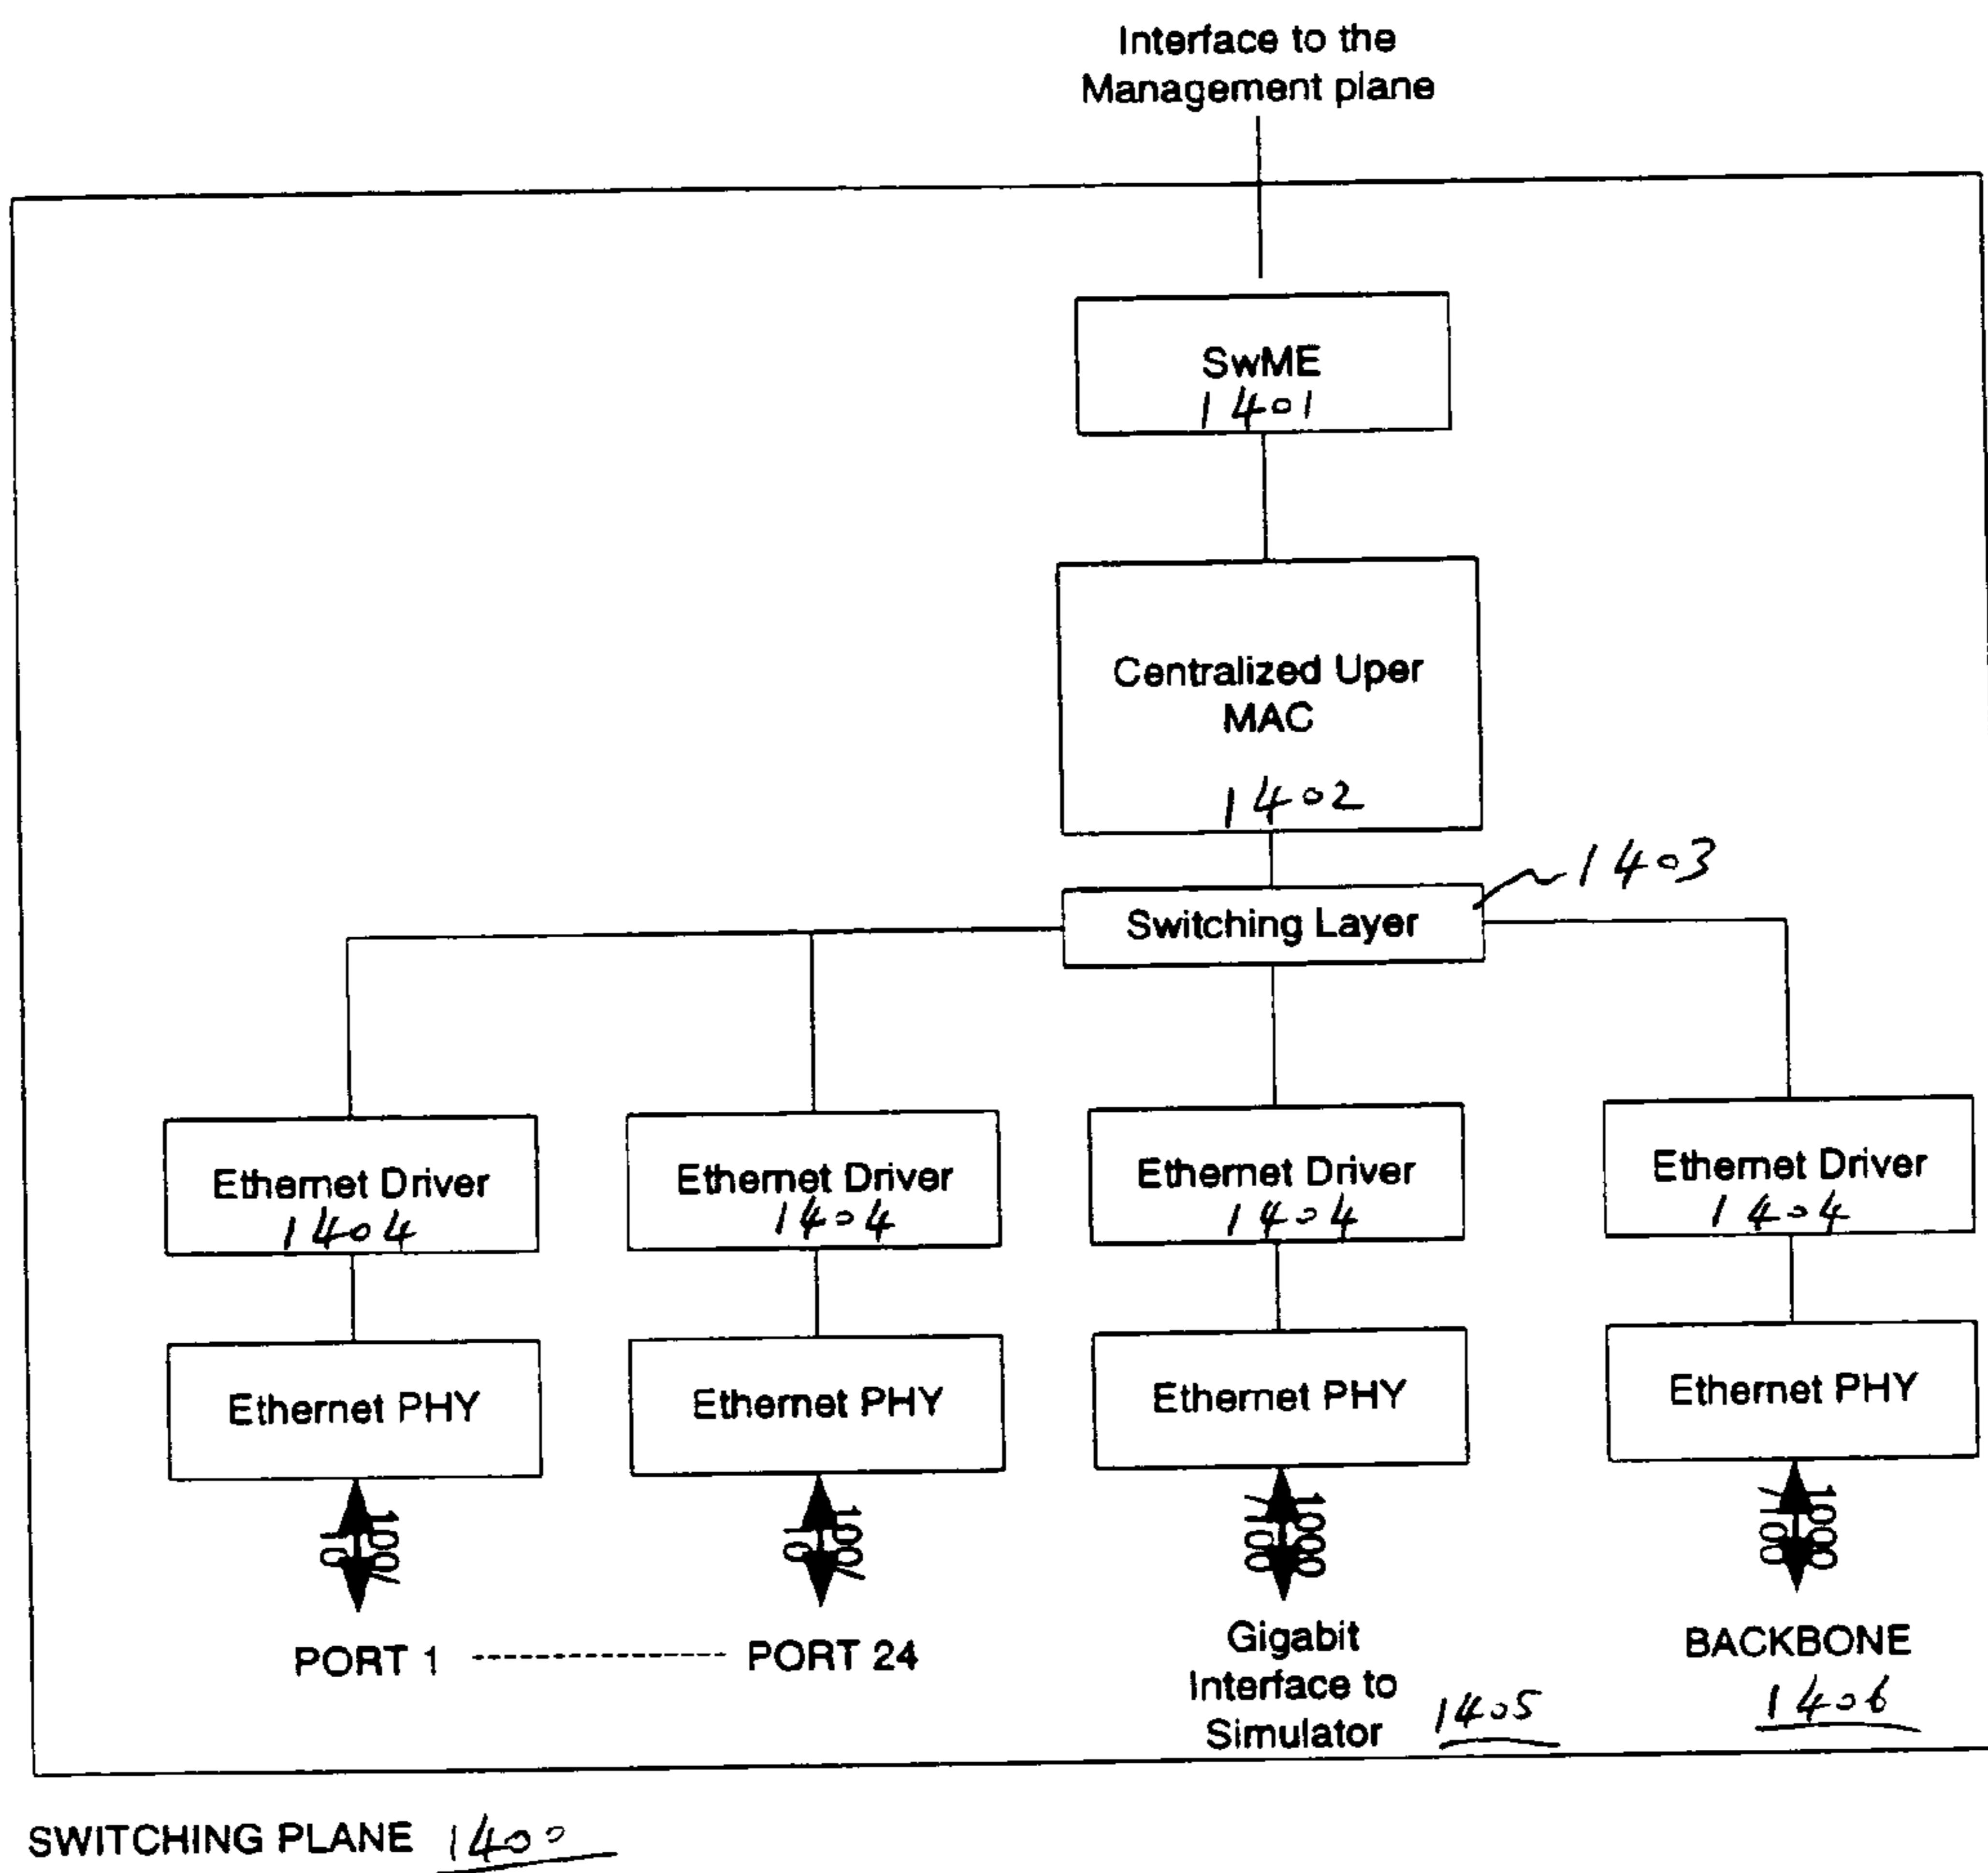 Interface to the
Management plane
SwME
1401
Centralized Uper
MAC
1402
1403
Switching Layer
Ethernet Driver
1404
Ethernet Driver
1404
Ethernet Driver
1404
Ethernet Driver
1404
Ethernet PHY
Ethernet PHY
Ethernet PHY
Ethernet PHY
100/
10
100/
10
1000
/100
1000
/100
PORT 1 ---------------- PORT 24
Gigabit
Interface to
Simulator
1405
BACKBONE
1406
SWITCHING PLANE 1400